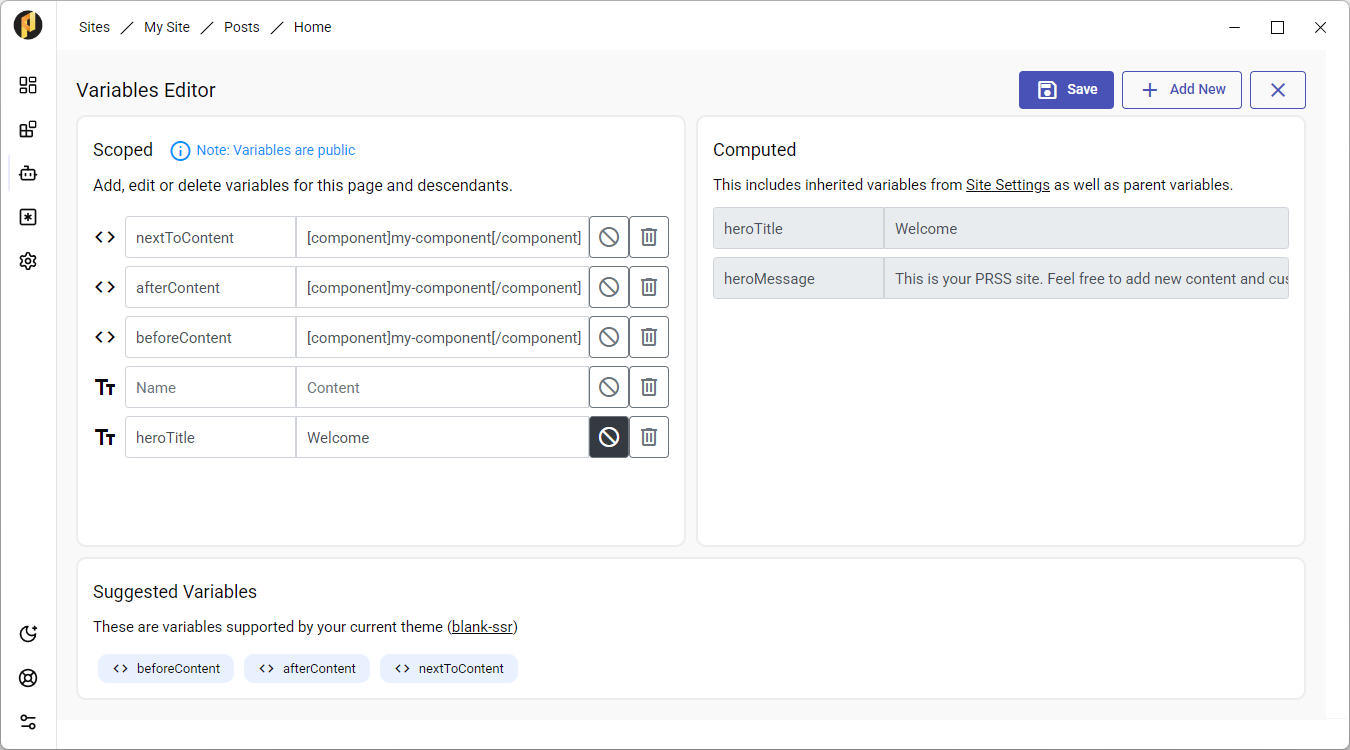 Sites / My Site / Posts / Home
Variables Editor
Save
Add New
Scoped
Note: Variables are public
Add, edit or delete variables for this page and descendants.
nextToContent [component]my-component[/component]
afterContent [component]my-component[/component]
beforeContent [component]my-component[/component]
Name Content
heroTitle Welcome
Computed
This includes inherited variables from Site Settings as well as parent variables.
heroTitle Welcome
heroMessage This is your PRSS site. Feel free to add new content and cus
Suggested Variables
These are variables supported by your current theme (blank-ssr)
beforeContent afterContent nextToContent